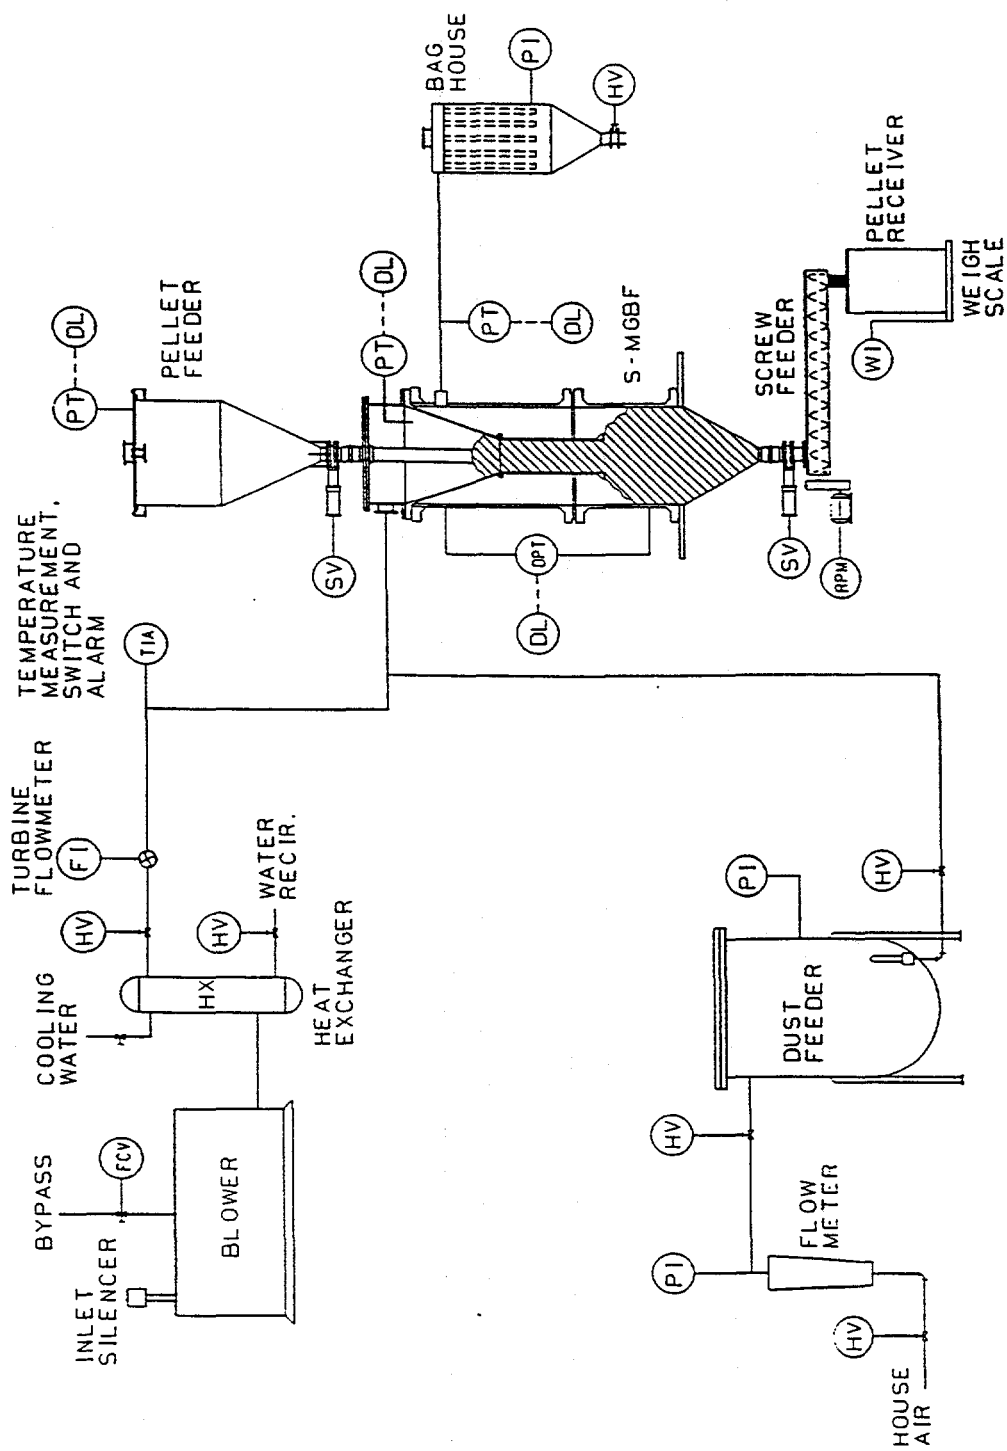 INLET
SILENCER
BYPASS
FCV
BLOWER
COOLING
WATER
HX
HEAT
EXCHANGER
HV
HV
WATER
RECIR.
TURBINE
FLOWMETER
FI
TEMPERATURE
MEASUREMENT,
SWITCH AND
ALARM
TIA
PT
DL
PELLET
FEEDER
SV
PT
DL
BAG
HOUSE
PI
HV
PT
DL
S-MGBF
DPT
DL
SV
RPM
SCREW
FEEDER
WI
PELLET
RECEIVER
WEIGH
SCALE
HOUSE
AIR
HV
PI
FLOW
METER
HV
DUST
FEEDER
PI
HV